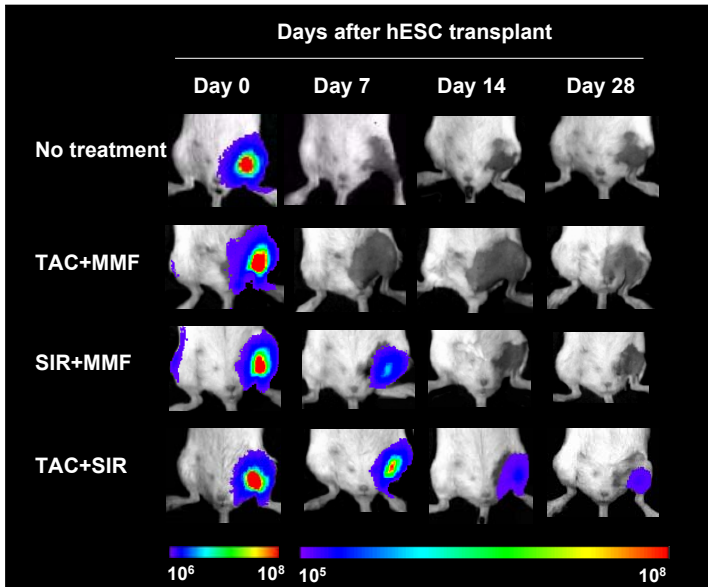 Days after hESC transplant
Day 0 Day 7 Day 14 Day 28
No treatment
TAC+MMF
SIR+MMF
TAC+SIR
10⁶ 10⁸ 10⁵ 10⁸